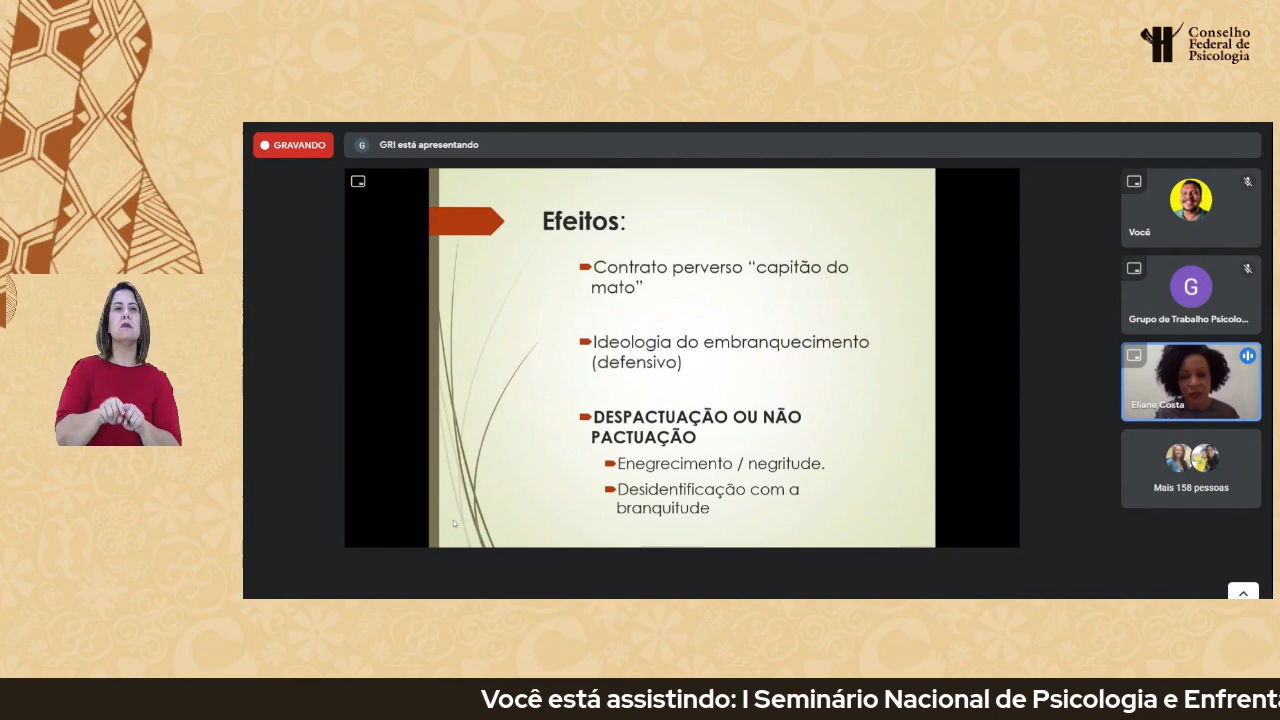 Conselho
Federal de
Psicologia
GRAVANDO
G
GRI está apresentando
Efeitos:
Contrato perverso “capitão do
mato”
Ideologia do embranquecimento
(defensivo)
DESPACTUAÇÃO OU NÃO
PACTUAÇÃO
Enegrecimento / negritude.
Desidentificação com a
branquitude
Você
G
Grupo de Trabalho Psicolo...
Eliane Costa
Mais 158 pessoas
Você está assistindo: I Seminário Nacional de Psicologia e Enfrent